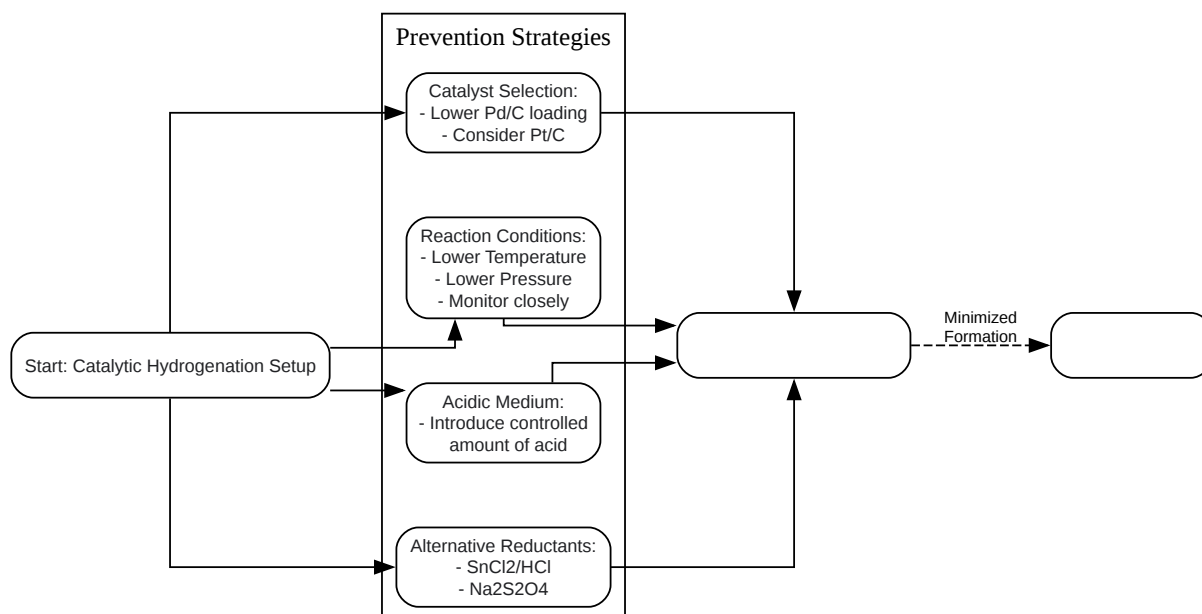 Prevention Strategies
Catalyst Selection:
- Lower Pd/C loading
- Consider Pt/C
Reaction Conditions:
- Lower Temperature
- Lower Pressure
- Monitor closely
Start: Catalytic Hydrogenation Setup
Acidic Medium:
- Introduce controlled
amount of acid
Alternative Reductants:
- SnCl2/HCl
- Na2S2O4
Minimized
Formation